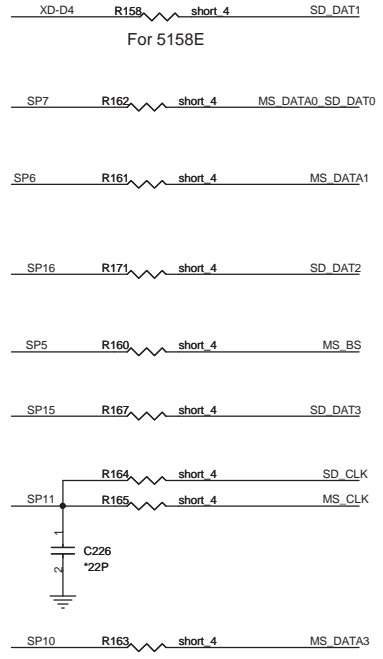 XD-D4 R158 short_4 SD_DAT1
For 5158E
SP7 R162 short_4 MS_DATA0_SD_DAT0
SP6 R161 short_4 MS_DATA1
SP16 R171 short_4 SD_DAT2
SP5 R160 short_4 MS_BS
SP15 R167 short_4 SD_DAT3
R164 short_4 SD_CLK
SP11 R165 short_4 MS_CLK
1
C226
2 *22P
SP10 R163 short_4 MS_DATA3